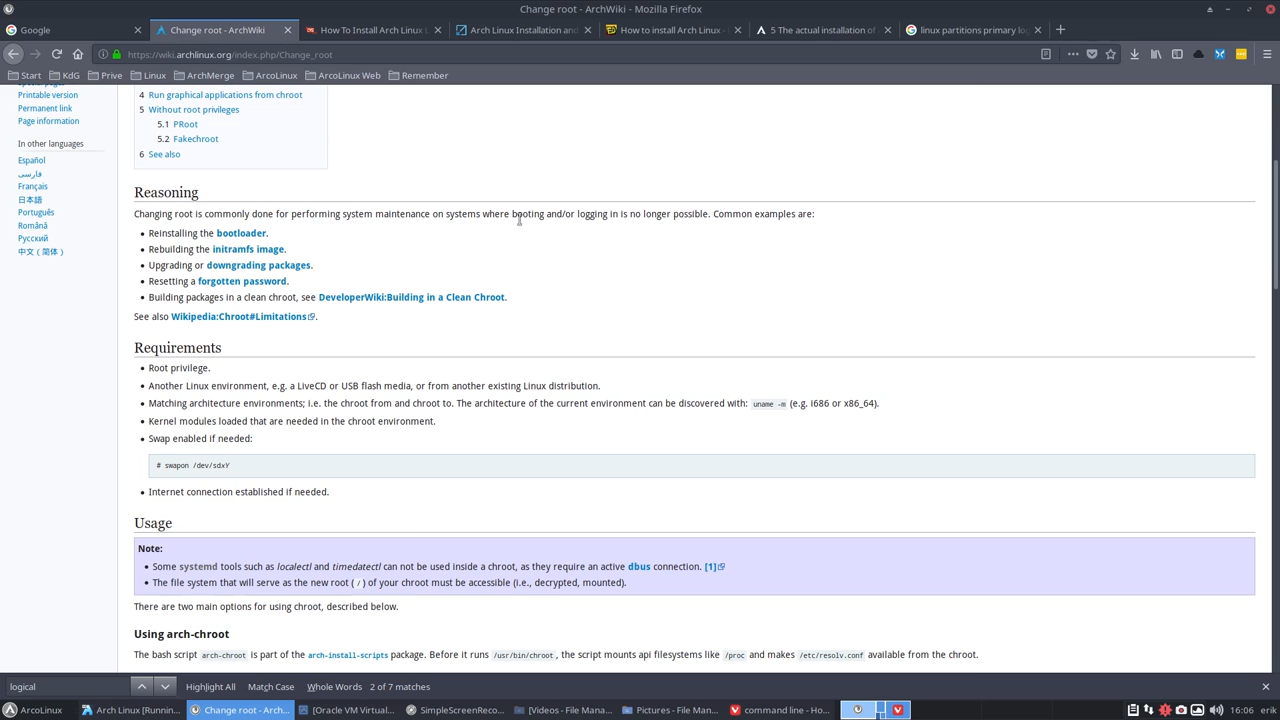 Change root - ArchWiki - Mozilla Firefox
Google
Change root - ArchWiki
How To Install Arch Linux
Arch Linux Installation and
How to install Arch Linux -
5 The actual installation of
linux partitions primary log
https://wiki.archlinux.org/index.php/Change_root
Start KdG Prive Linux ArchMerge ArcoLinux ArcoLinux Web Remember
Printable version
Permanent link
Page information
In other languages
Español
فارسی
Français
日本語
Português
Română
Русский
中文（简体）
4 Run graphical applications from chroot
5 Without root privileges
5.1 PRoot
5.2 Fakechroot
6 See also
Reasoning
Changing root is commonly done for performing system maintenance on systems where booting and/or logging in is no longer possible. Common examples are:
• Reinstalling the bootloader.
• Rebuilding the initramfs image.
• Upgrading or downgrading packages.
• Resetting a forgotten password.
• Building packages in a clean chroot, see DeveloperWiki:Building in a Clean Chroot.
See also Wikipedia:Chroot#Limitations.
Requirements
• Root privilege.
• Another Linux environment, e.g. a LiveCD or USB flash media, or from another existing Linux distribution.
• Matching architecture environments; i.e. the chroot from and chroot to. The architecture of the current environment can be discovered with: uname -m (e.g. i686 or x86_64).
• Kernel modules loaded that are needed in the chroot environment.
• Swap enabled if needed:
# swapon /dev/sdxY
• Internet connection established if needed.
Usage
Note:
• Some systemd tools such as localectl and timedatectl can not be used inside a chroot, as they require an active dbus connection. [1]
• The file system that will serve as the new root ( / ) of your chroot must be accessible (i.e., decrypted, mounted).
There are two main options for using chroot, described below.
Using arch-chroot
The bash script arch-chroot is part of the arch-install-scripts package. Before it runs /usr/bin/chroot , the script mounts api filesystems like /proc and makes /etc/resolv.conf available from the chroot.
logical Highlight All Match Case Whole Words 2 of 7 matches
ArcoLinux Arch Linux [Runnin... Change root - Arch... [Oracle VM Virtual... SimpleScreenReco... [Videos - File Mana... Pictures - File Man... command line - Ho... 16:06 erik